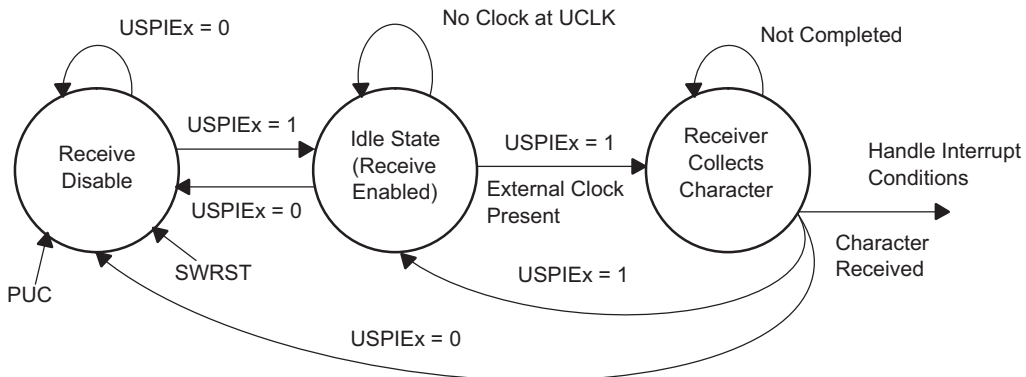 USPIEx = 0
No Clock at UCLK
Not Completed
USPIEx = 1
Receive
Disable
Idle State
(Receive
Enabled)
USPIEx = 1
External Clock
Present
Receiver
Collects
Character
Handle Interrupt
Conditions
USPIEx = 0
Character
Received
PUC
SWRST
USPIEx = 1
USPIEx = 0